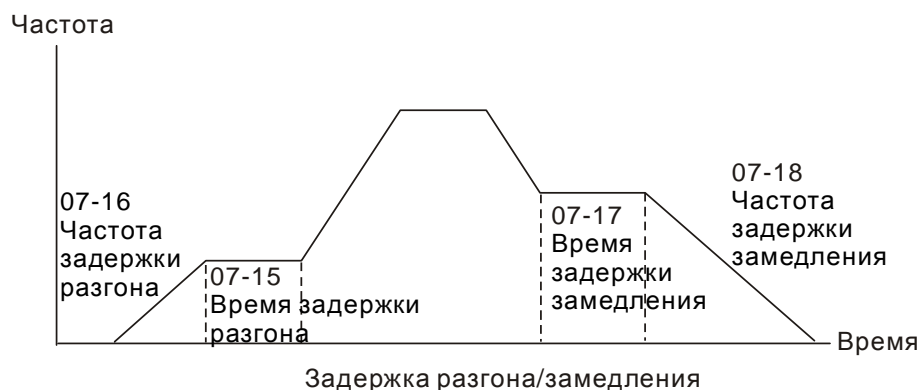 Частота
07-16
Частота
задержки
разгона
07-15
Время задержки
разгона
07-17
Время
задержки
замедления
07-18
Частота
задержки
замедления
Время
Задержка разгона/замедления